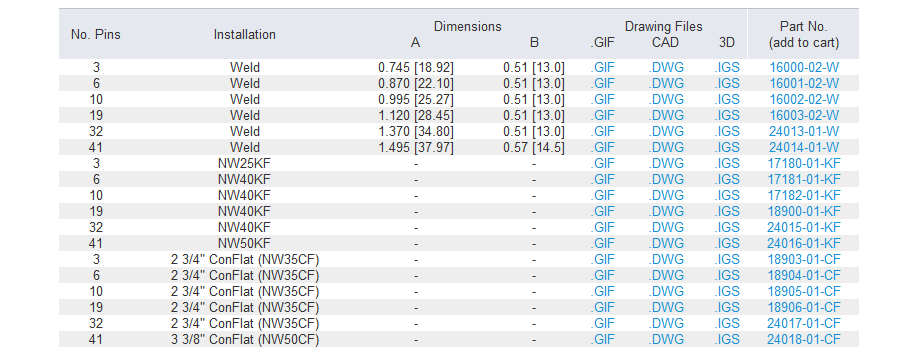 No. Pins Installation Dimensions Drawing Files Part No.
A B .GIF CAD 3D (add to cart)
3 Weld 0.745 [18.92] 0.51 [13.0] .GIF .DWG .IGS 16000-02-W
6 Weld 0.870 [22.10] 0.51 [13.0] .GIF .DWG .IGS 16001-02-W
10 Weld 0.995 [25.27] 0.51 [13.0] .GIF .DWG .IGS 16002-02-W
19 Weld 1.120 [28.45] 0.51 [13.0] .GIF .DWG .IGS 16003-02-W
32 Weld 1.370 [34.80] 0.51 [13.0] .GIF .DWG .IGS 24013-01-W
41 Weld 1.495 [37.97] 0.57 [14.5] .GIF .DWG .IGS 24014-01-W
3 NW25KF - - .GIF .DWG .IGS 17180-01-KF
6 NW40KF - - .GIF .DWG .IGS 17181-01-KF
10 NW40KF - - .GIF .DWG .IGS 17182-01-KF
19 NW40KF - - .GIF .DWG .IGS 18900-01-KF
32 NW40KF - - .GIF .DWG .IGS 24015-01-KF
41 NW50KF - - .GIF .DWG .IGS 24016-01-KF
3 2 3/4" ConFlat (NW35CF) - - .GIF .DWG .IGS 18903-01-CF
6 2 3/4" ConFlat (NW35CF) - - .GIF .DWG .IGS 18904-01-CF
10 2 3/4" ConFlat (NW35CF) - - .GIF .DWG .IGS 18905-01-CF
19 2 3/4" ConFlat (NW35CF) - - .GIF .DWG .IGS 18906-01-CF
32 2 3/4" ConFlat (NW35CF) - - .GIF .DWG .IGS 24017-01-CF
41 3 3/8" ConFlat (NW50CF) - - .GIF .DWG .IGS 24018-01-CF